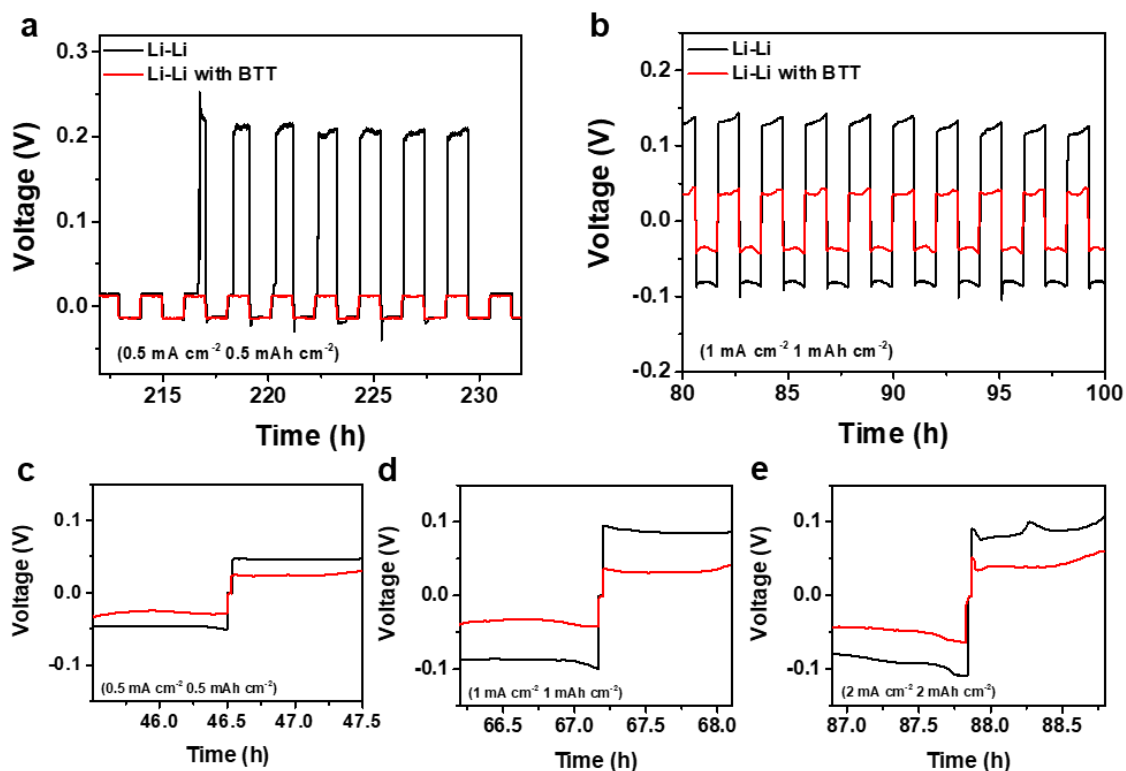 a
Li-Li
Li-Li with BTT
0.3
0.2
0.1
0.0
Voltage (V)
(0.5 mA cm⁻² 0.5 mAh cm⁻²)
215 220 225 230
Time (h)
b
Li-Li
Li-Li with BTT
0.2
0.1
0.0
-0.1
-0.2
Voltage (V)
(1 mA cm⁻² 1 mAh cm⁻²)
80 85 90 95 100
Time (h)
c
0.1
0.0
-0.1
Voltage (V)
(0.5 mA cm⁻² 0.5 mAh cm⁻²)
46.0 46.5 47.0 47.5
Time (h)
d
0.1
0.0
-0.1
Voltage (V)
(1 mA cm⁻² 1 mAh cm⁻²)
66.5 67.2 68.0
Time (h)
e
0.1
0.0
-0.1
Voltage (V)
(2 mA cm⁻² 2 mAh cm⁻²)
87.0 87.5 88.0 88.5
Time (h)